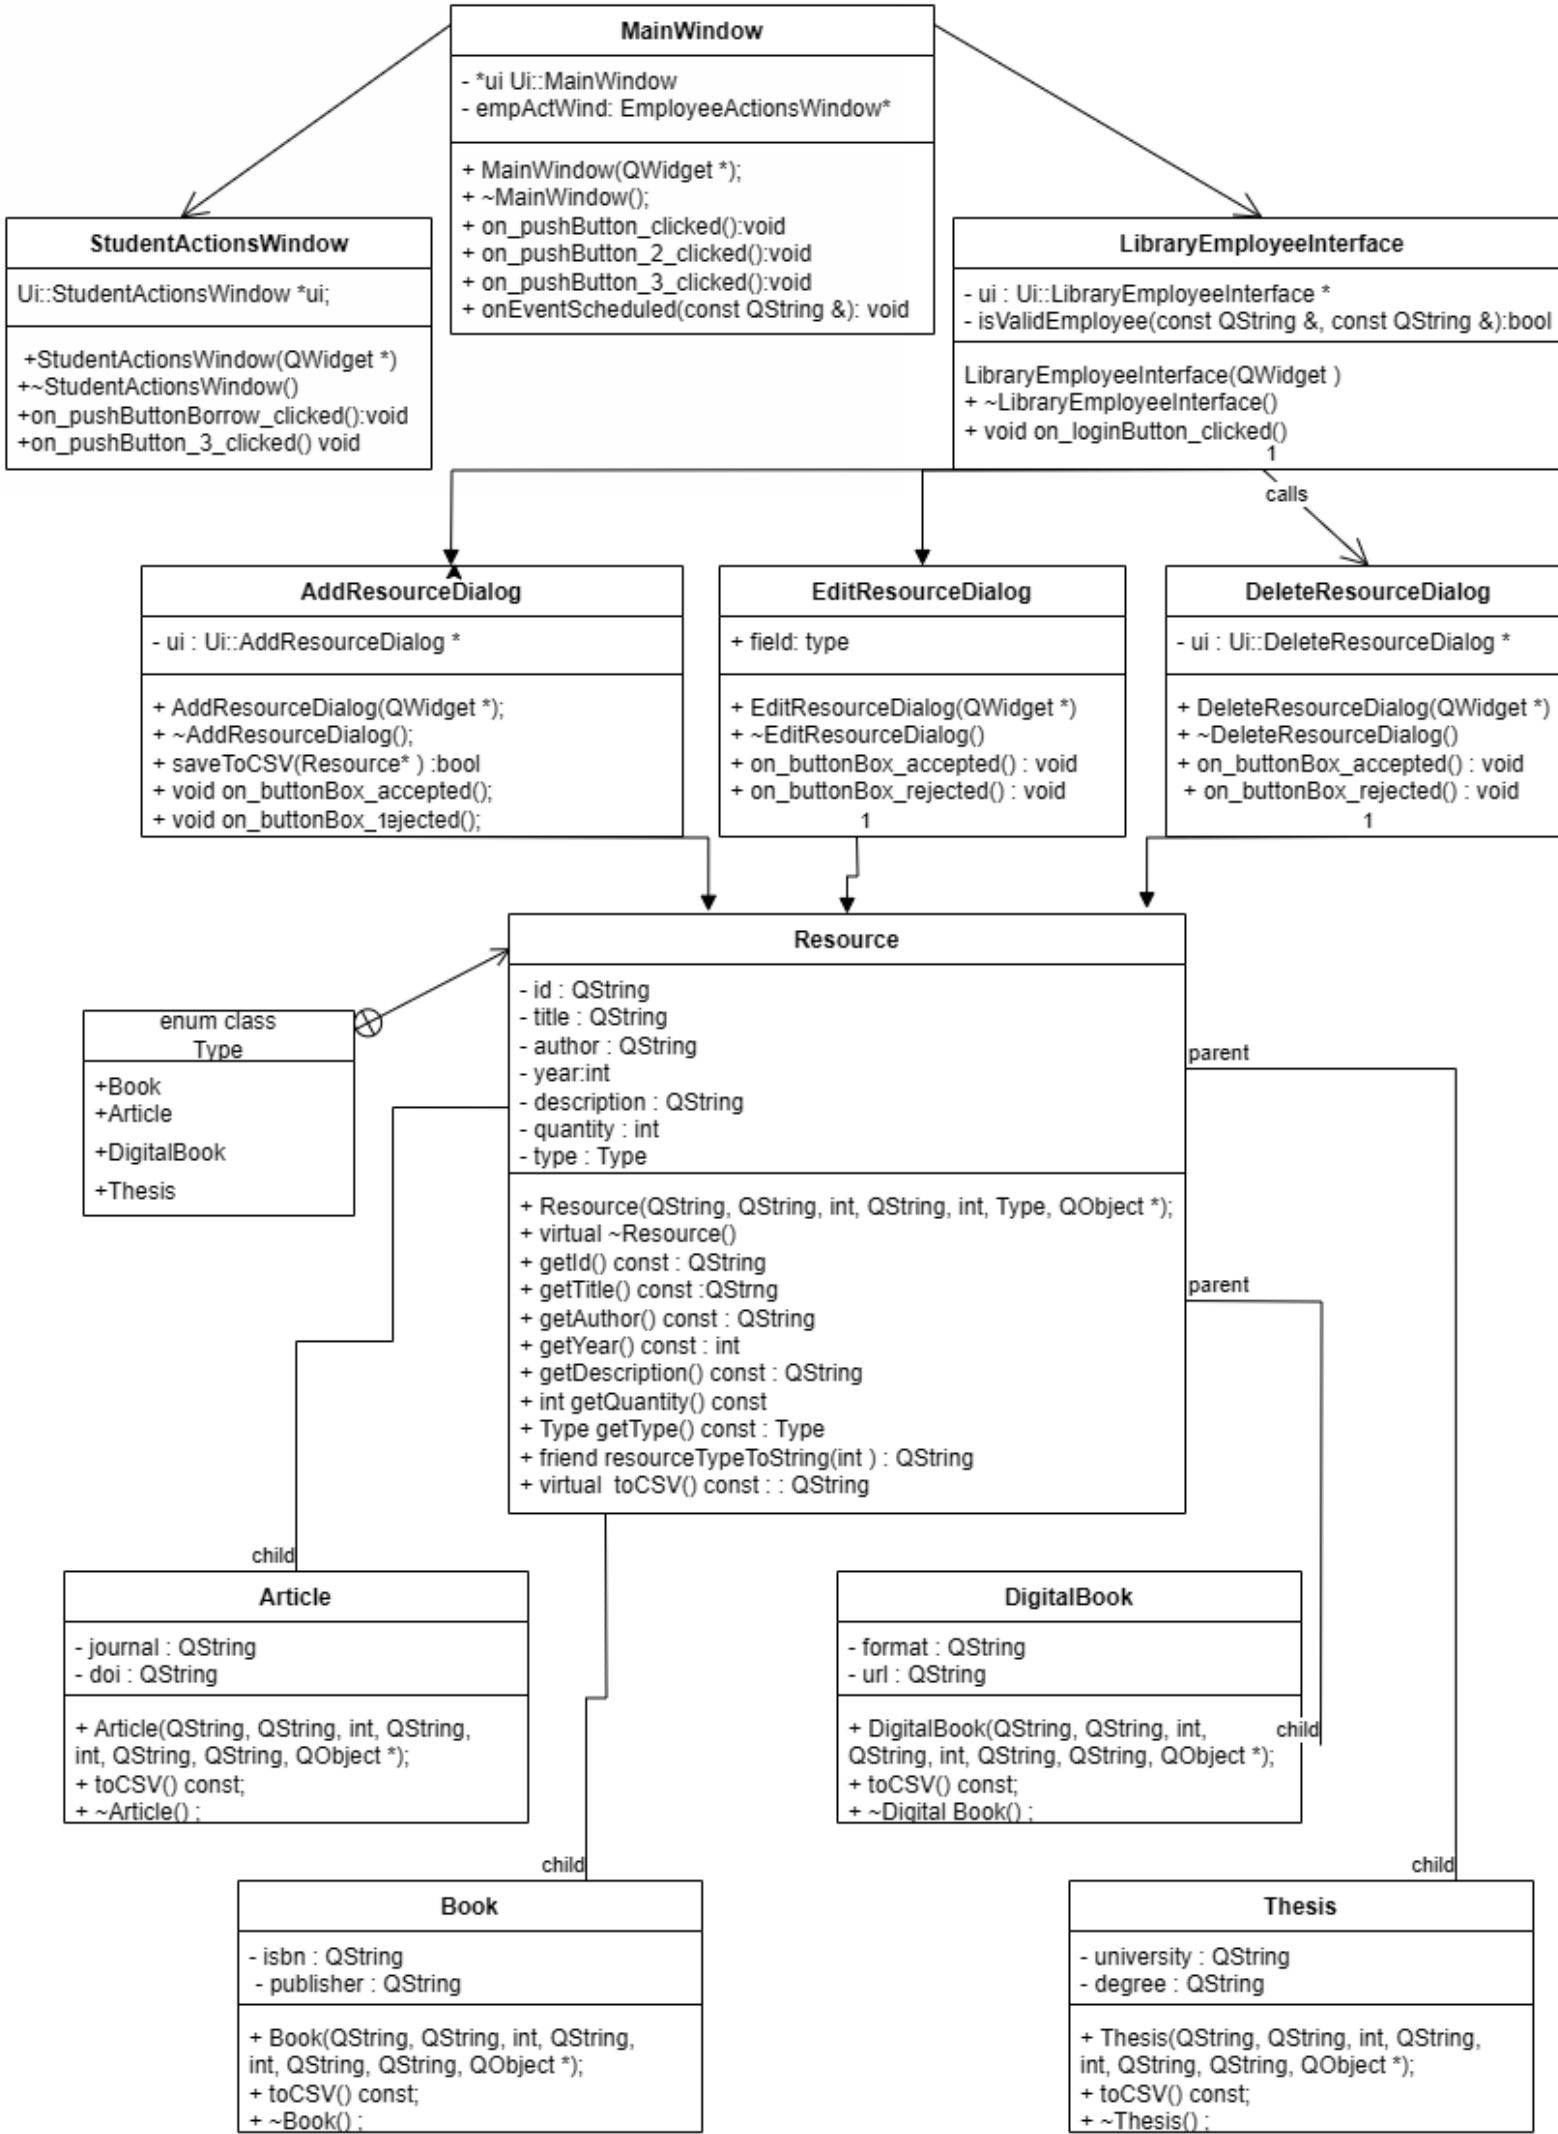 MainWindow
- *ui Ui::MainWindow
- empActWind: EmployeeActionsWindow*
+ MainWindow(QWidget *);
+ ~MainWindow();
+ on_pushButton_clicked():void
+ on_pushButton_2_clicked():void
+ on_pushButton_3_clicked():void
+ onEventScheduled(const QString &): void
StudentActionsWindow
Ui::StudentActionsWindow *ui;
+StudentActionsWindow(QWidget *)
+~StudentActionsWindow()
+on_pushButtonBorrow_clicked():void
+on_pushButton_3_clicked() void
LibraryEmployeeInterface
- ui : Ui::LibraryEmployeeInterface *
- isValidEmployee(const QString &, const QString &):bool
LibraryEmployeeInterface(QWidget )
+ ~LibraryEmployeeInterface()
+ void on_loginButton_clicked()
1
calls
AddResourceDialog
- ui : Ui::AddResourceDialog *
+ AddResourceDialog(QWidget *);
+ ~AddResourceDialog();
+ saveToCSV(Resource* ) :bool
+ void on_buttonBox_accepted();
+ void on_buttonBox_rejected();
1
EditResourceDialog
+ field: type
+ EditResourceDialog(QWidget *)
+ ~EditResourceDialog()
+ on_buttonBox_accepted() : void
+ on_buttonBox_rejected() : void
1
DeleteResourceDialog
- ui : Ui::DeleteResourceDialog *
+ DeleteResourceDialog(QWidget *)
+ ~DeleteResourceDialog()
+ on_buttonBox_accepted() : void
+ on_buttonBox_rejected() : void
1
Resource
- id : QString
- title : QString
- author : QString
- year:int
- description : QString
- quantity : int
- type : Type
+ Resource(QString, QString, int, QString, int, Type, QObject *);
+ virtual ~Resource()
+ getId() const : QString
+ getTitle() const :QStrng
+ getAuthor() const : QString
+ getYear() const : int
+ getDescription() const : QString
+ int getQuantity() const
+ Type getType() const : Type
+ friend resourceTypeToString(int ) : QString
+ virtual  toCSV() const : : QString
enum class
Type
+Book
+Article
+DigitalBook
+Thesis
parent
parent
child
Article
- journal : QString
- doi : QString
+ Article(QString, QString, int, QString,
int, QString, QString, QObject *);
+ toCSV() const;
+ ~Article() ;
DigitalBook
- format : QString
- url : QString
+ DigitalBook(QString, QString, int,
QString, int, QString, QString, QObject *);
+ toCSV() const;
+ ~Digital Book() ;
child
child
Book
- isbn : QString
- publisher : QString
+ Book(QString, QString, int, QString,
int, QString, QString, QObject *);
+ toCSV() const;
+ ~Book() ;
child
Thesis
- university : QString
- degree : QString
+ Thesis(QString, QString, int, QString,
int, QString, QString, QObject *);
+ toCSV() const;
+ ~Thesis() ;